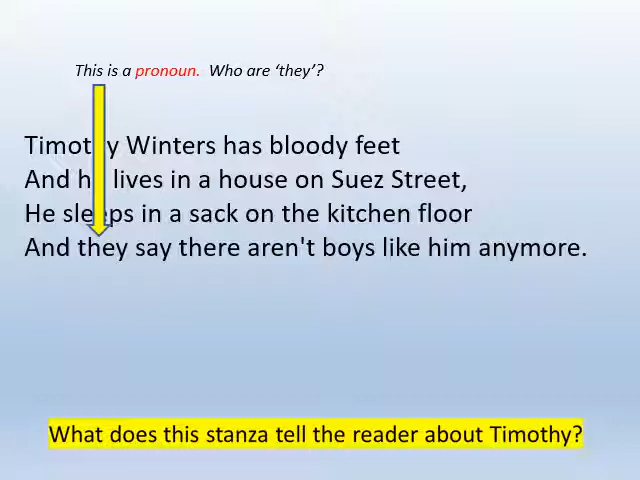 This is a pronoun. Who are ‘they’?
Timothy Winters has bloody feet
And he lives in a house on Suez Street,
He sleeps in a sack on the kitchen floor
And they say there aren't boys like him anymore.
What does this stanza tell the reader about Timothy?